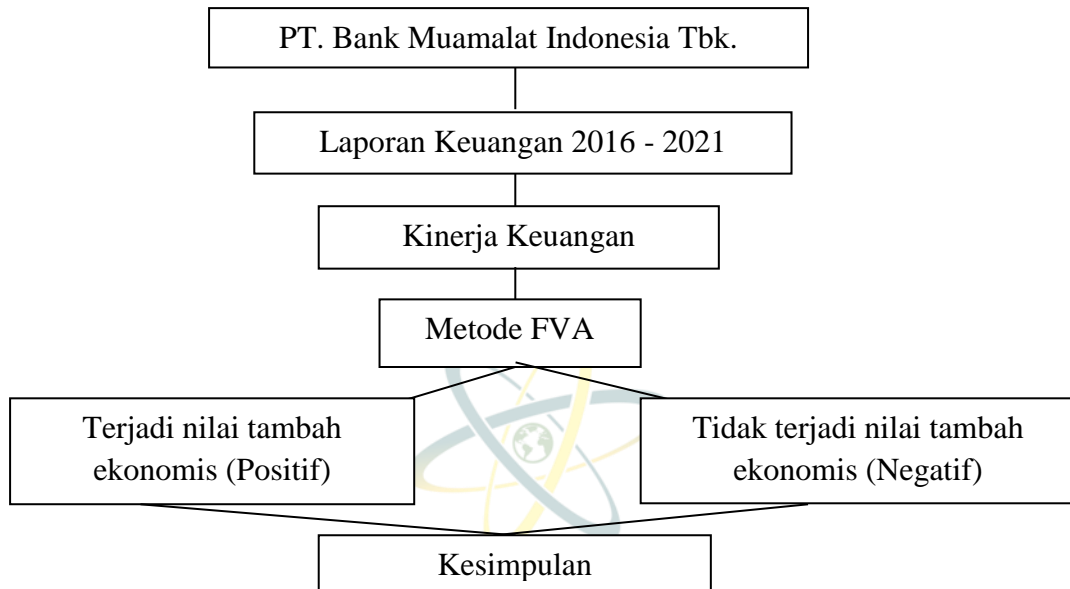 PT. Bank Muamalat Indonesia Tbk.
Laporan Keuangan 2016 - 2021
Kinerja Keuangan
Metode FVA
Terjadi nilai tambah
ekonomis (Positif)
Tidak terjadi nilai tambah
ekonomis (Negatif)
Kesimpulan